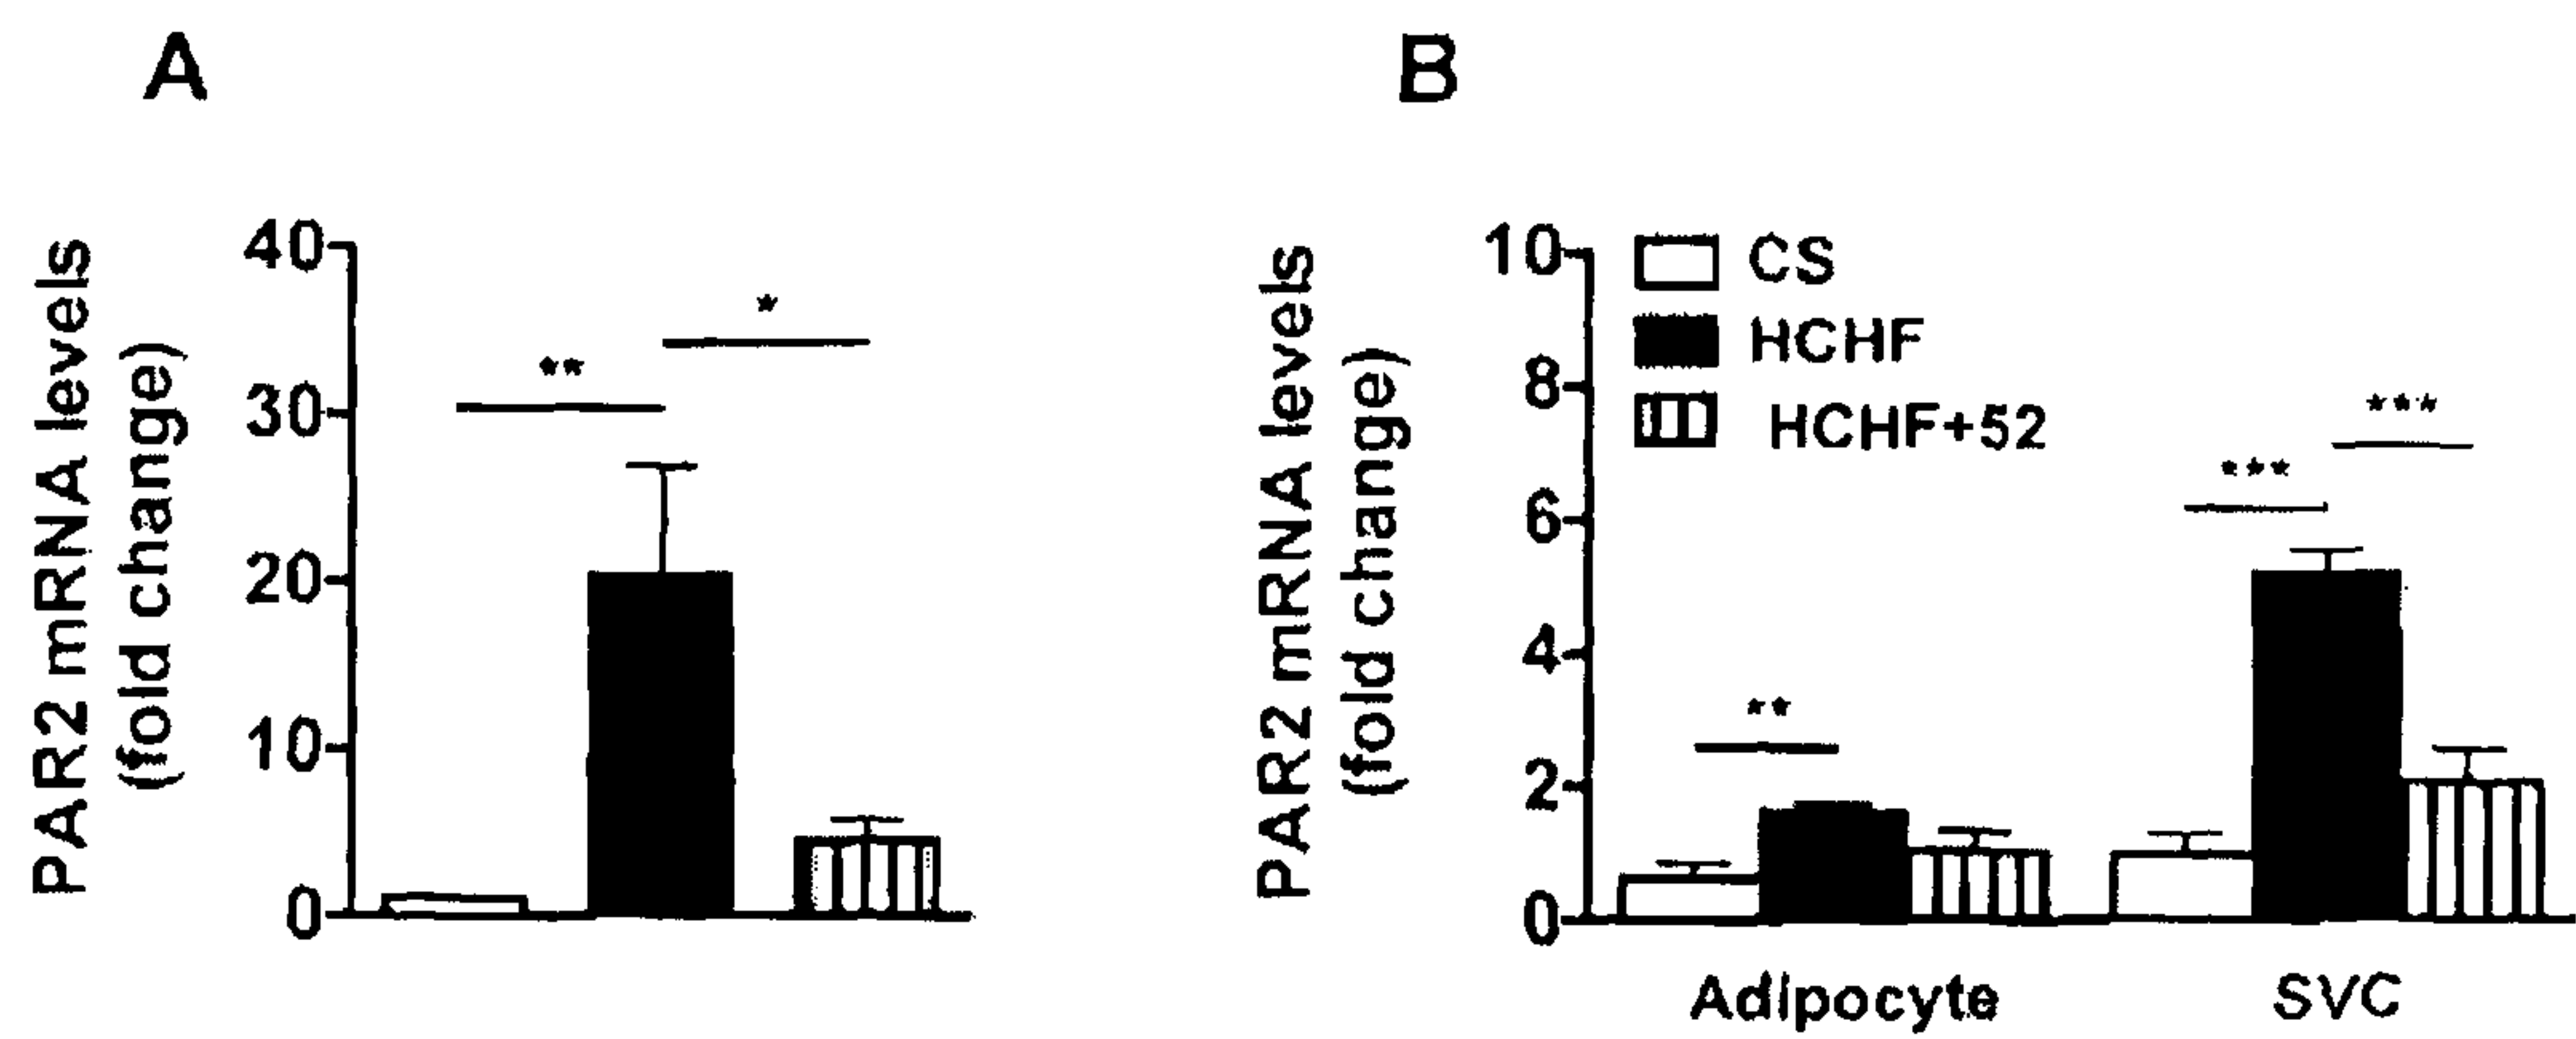 A
PAR2 mRNA levels
(fold change)
40
30
20
10
0
**
*
B
PAR2 mRNA levels
(fold change)
10
8
6
4
2
0
CS
HCHF
HCHF+52
**
***
***
Adipocyte
SVC